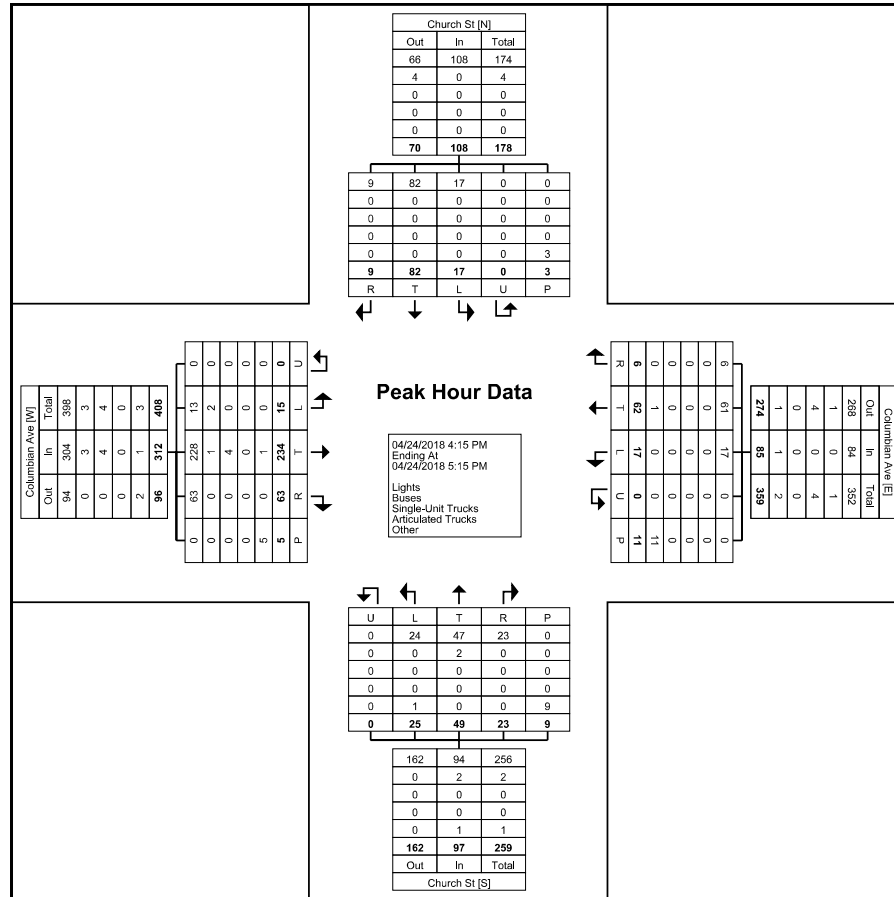 Church St [N]
Out In Total
66 108 174
4 0 4
0 0 0
0 0 0
0 0 0
70 108 178
9 82 17 0 0
0 0 0 0 0
0 0 0 0 0
0 0 0 0 0
0 0 0 0 3
9 82 17 0 3
R T L U P
Columbian Ave [W]
Out In Total
94 304 398
0 3 3
0 4 4
0 0 0
2 1 3
96 312 408
0 63 228 13 0
0 0 1 2 0
0 0 4 0 0
0 0 0 0 0
5 0 1 0 0
5 63 234 15 0
P R T L U
Peak Hour Data
04/24/2018 4:15 PM
Ending At
04/24/2018 5:15 PM
Lights
Buses
Single-Unit Trucks
Articulated Trucks
Other
Columbian Ave [E]
Out In Total
268 84 352
1 0 1
4 0 4
0 0 0
1 1 2
274 85 359
6 61 17 0 0
0 0 0 0 0
0 0 0 0 0
0 0 0 0 0
0 1 0 0 11
6 62 17 0 11
R T L U P
U L T R P
0 24 47 23 0
0 0 2 0 0
0 0 0 0 0
0 0 0 0 0
0 1 0 0 9
0 25 49 23 9
162 94 256
0 2 2
0 0 0
0 0 0
0 1 1
162 97 259
Out In Total
Church St [S]